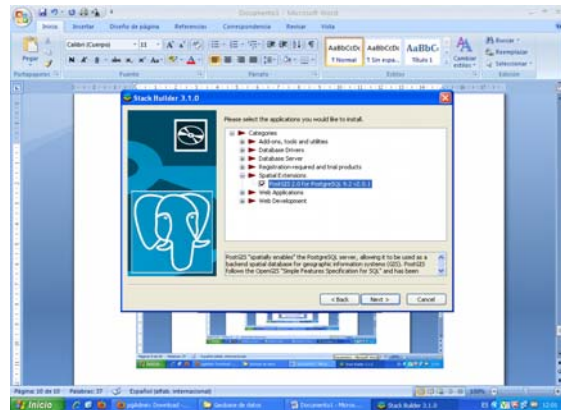 Documento1 - Microsoft Word
Inicio Insertar Diseño de página Referencias Correspondencia Revisar Vista
Calibri (Cuerpo) 11
Pegar
AaBbCcDc AaBbCcDc AaBbC
1 Normal 1 Sin espa... Título 1 Cambiar estilos
Buscar
Reemplazar
Seleccionar
Portapapeles Fuente Párrafo Estilos Edición
Stack Builder 3.1.0
Please select the applications you would like to install.
Categories
Add-ons, tools and utilities
Database Drivers
Database Server
Registration-required and trial products
Spatial Extensions
PostGIS 2.0 for PostgreSQL 9.2 v2.0.1
Web Applications
Web Development
PostGIS "spatially enables" the PostgreSQL server, allowing it to be used as a
backend spatial database for geographic information systems (GIS). PostGIS
follows the OpenGIS "Simple Features Specification for SQL" and has been
< Back Next > Cancel
Página: 10 de 10 Palabras: 37 Español (alfab. internacional) 100%
Inicio pgAdmin: Download -... Gestione de datos Documento1 - Micros... Stack Builder 3.1.0 ES